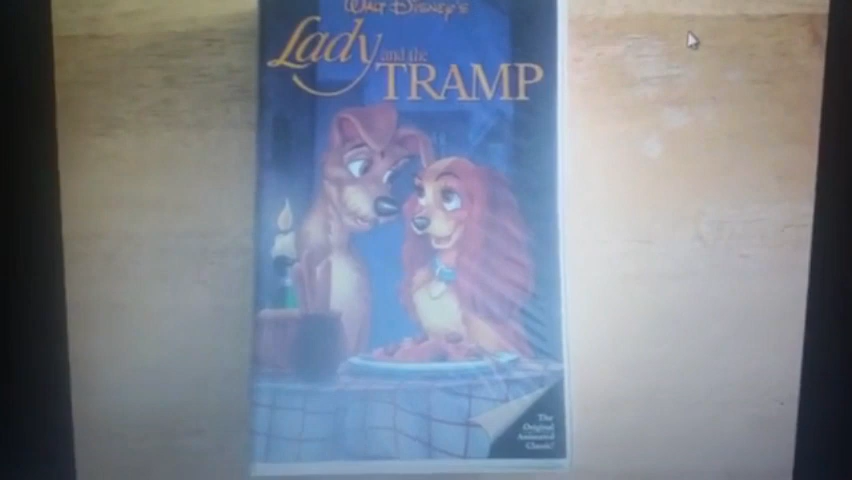 Walt Disney's
Lady
and the
TRAMP
The
Original
Animated
Classic!